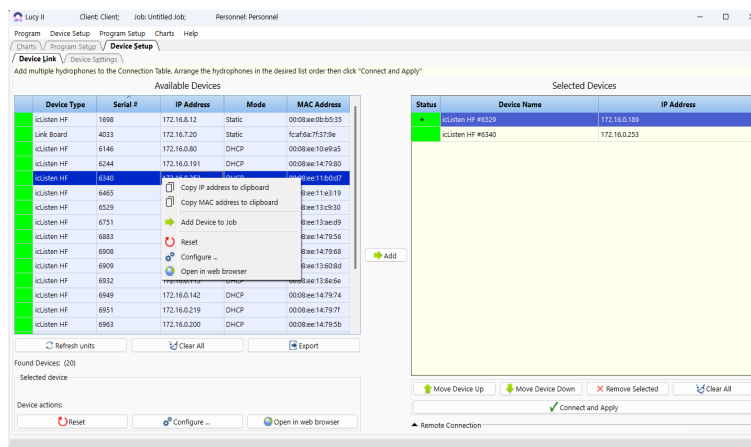 Lucy II Client: Client; Job: Untitled Job; Personnel: Personnel
Program Device Setup Program Setup Charts Help
Charts Program Setup Device Setup
Device Link Device Settings
Add multiple hydrophones to the Connection Table. Arrange the hydrophones in the desired list order then click "Connect and Apply"
Available Devices
Device Type Serial # IP Address Mode MAC Address
icListen HF 1698 172.16.8.12 Static 00:08:ee:0b:b5:35
Link Board 4033 172.16.7.20 Static fc:af:6a:7f:37:9e
icListen HF 6146 172.16.0.80 DHCP 00:08:ee:10:e9:a5
icListen HF 6244 172.16.0.191 DHCP 00:08:ee:14:79:80
icListen HF 6340 172.16.0.253 DHCP 00:08:ee:11:b0:d7
icListen HF 6465 :ee:11:e3:19
icListen HF 6529 :ee:13:c9:30
icListen HF 6751 :ee:13:ae:d9
icListen HF 6883 :ee:14:79:56
icListen HF 6908 :ee:14:79:68
icListen HF 6909 :ee:13:60:8d
icListen HF 6932 172.16.0.113 DHCP 00:08:ee:13:8e:6e
icListen HF 6949 172.16.0.142 DHCP 00:08:ee:14:79:74
icListen HF 6951 172.16.0.219 DHCP 00:08:ee:14:79:7f
icListen HF 6963 172.16.0.200 DHCP 00:08:ee:14:79:5b
Copy IP address to clipboard
Copy MAC address to clipboard
Add Device to Job
Reset
Configure ...
Open in web browser
Refresh units Clear All Export
Found Devices: (20)
Selected device
Device actions:
Reset Configure ... Open in web browser
Add
Selected Devices
Status Device Name IP Address
icListen HF #6529 172.16.0.189
icListen HF #6340 172.16.0.253
Move Device Up Move Device Down Remove Selected Clear All
Connect and Apply
Remote Connection